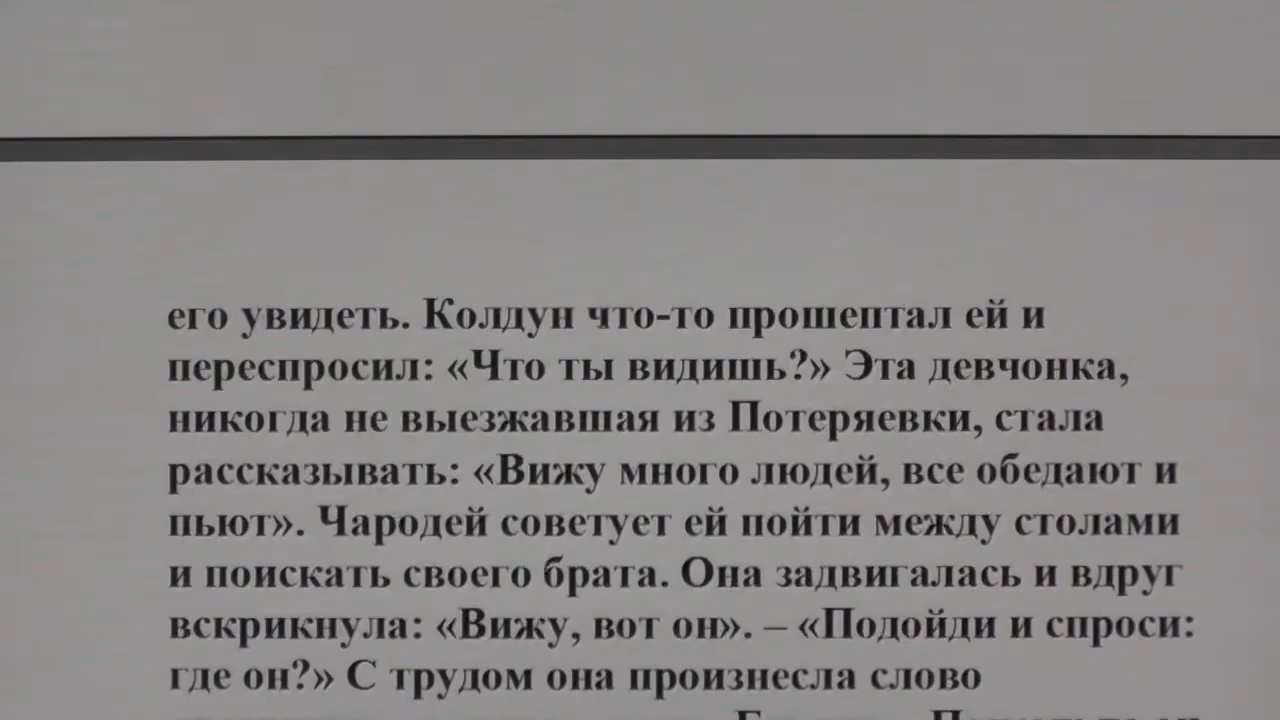 его увидеть. Колдун что-то прошептал ей и
переспросил: «Что ты видишь?» Эта девчонка,
никогда не выезжавшая из Потеряевки, стала
рассказывать: «Вижу много людей, все обедают и
пьют». Чародей советует ей пойти между столами
и поискать своего брата. Она задвигалась и вдруг
вскрикнула: «Вижу, вот он». – «Подойди и спроси:
где он?» С трудом она произнесла слово